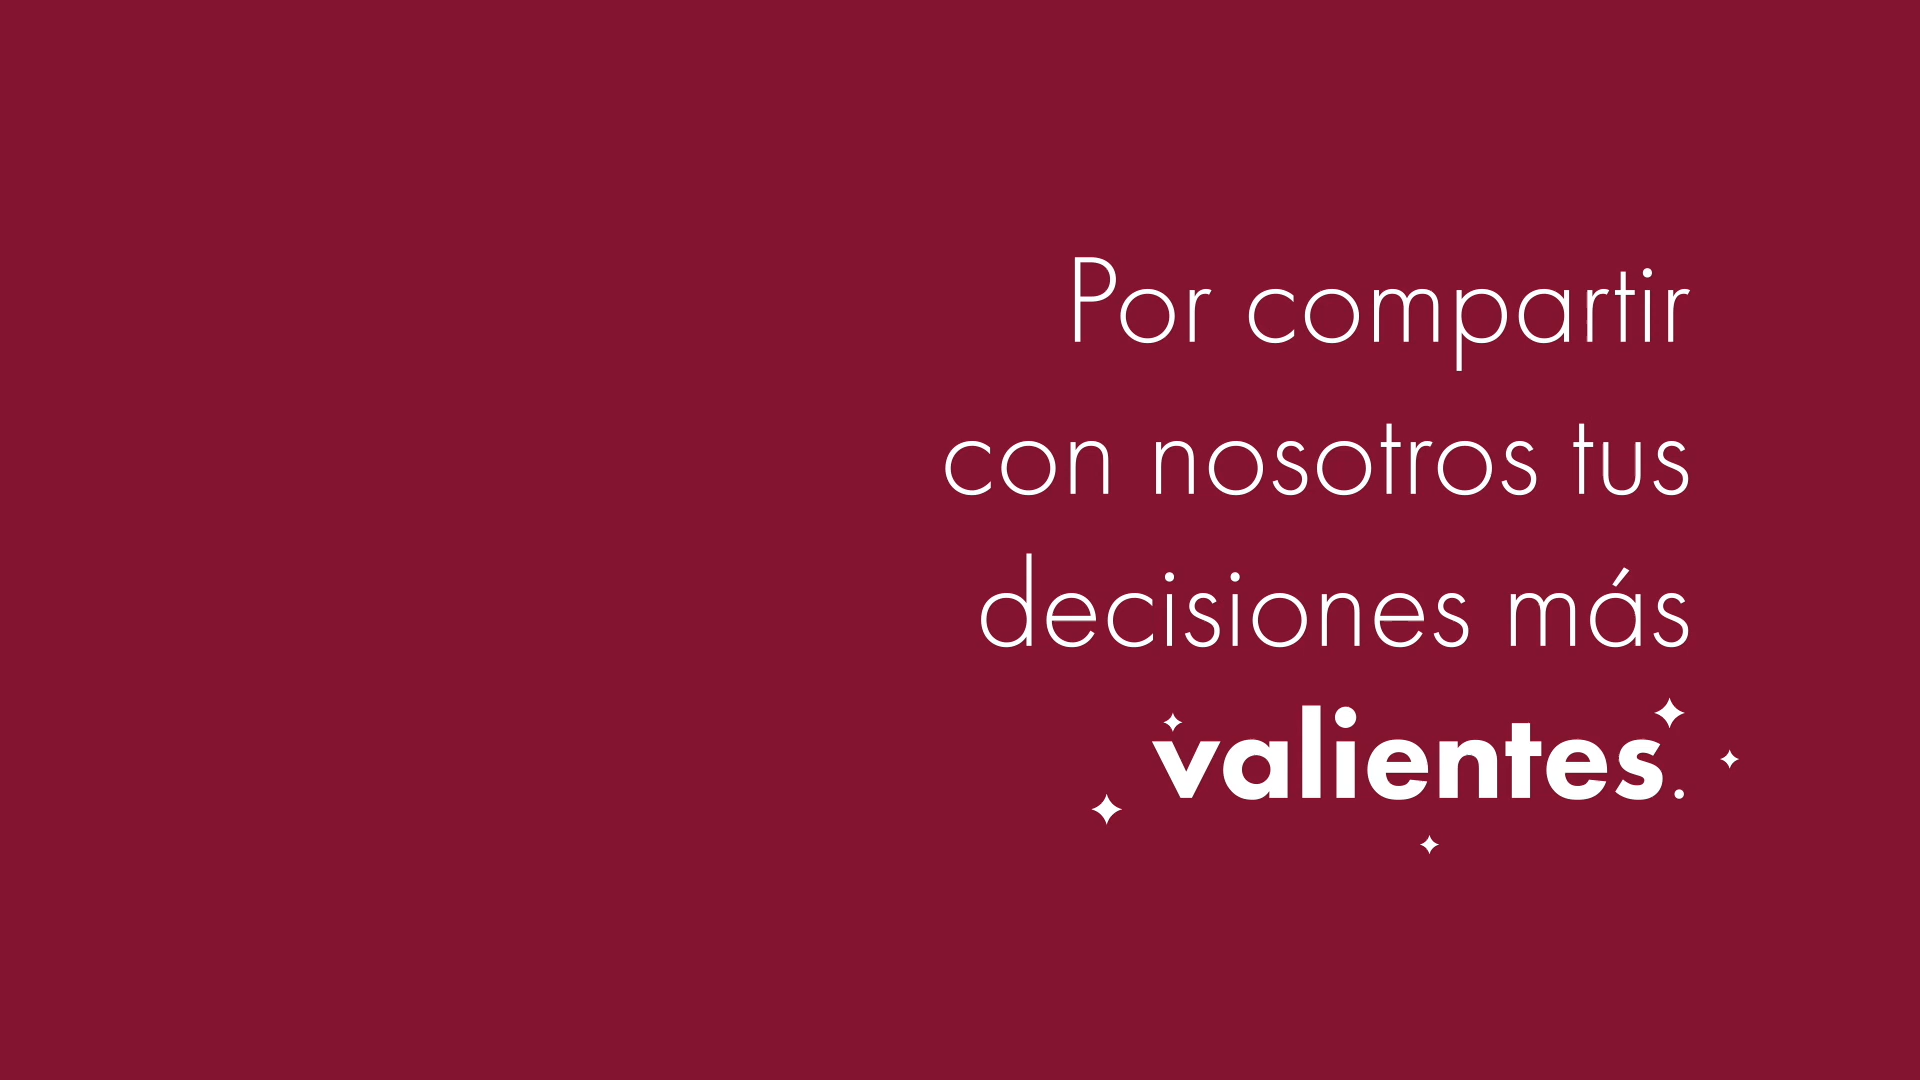 Por compartir
con nosotros tus
decisiones más
valientes.